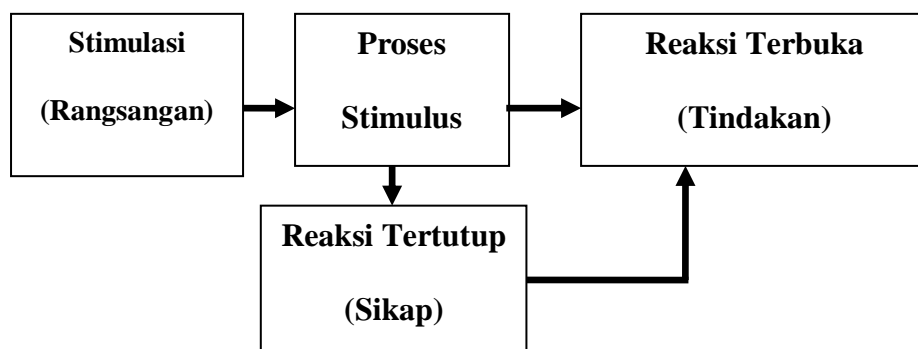 Stimulasi
(Rangsangan)
Proses
Stimulus
Reaksi Terbuka
(Tindakan)
Reaksi Tertutup
(Sikap)